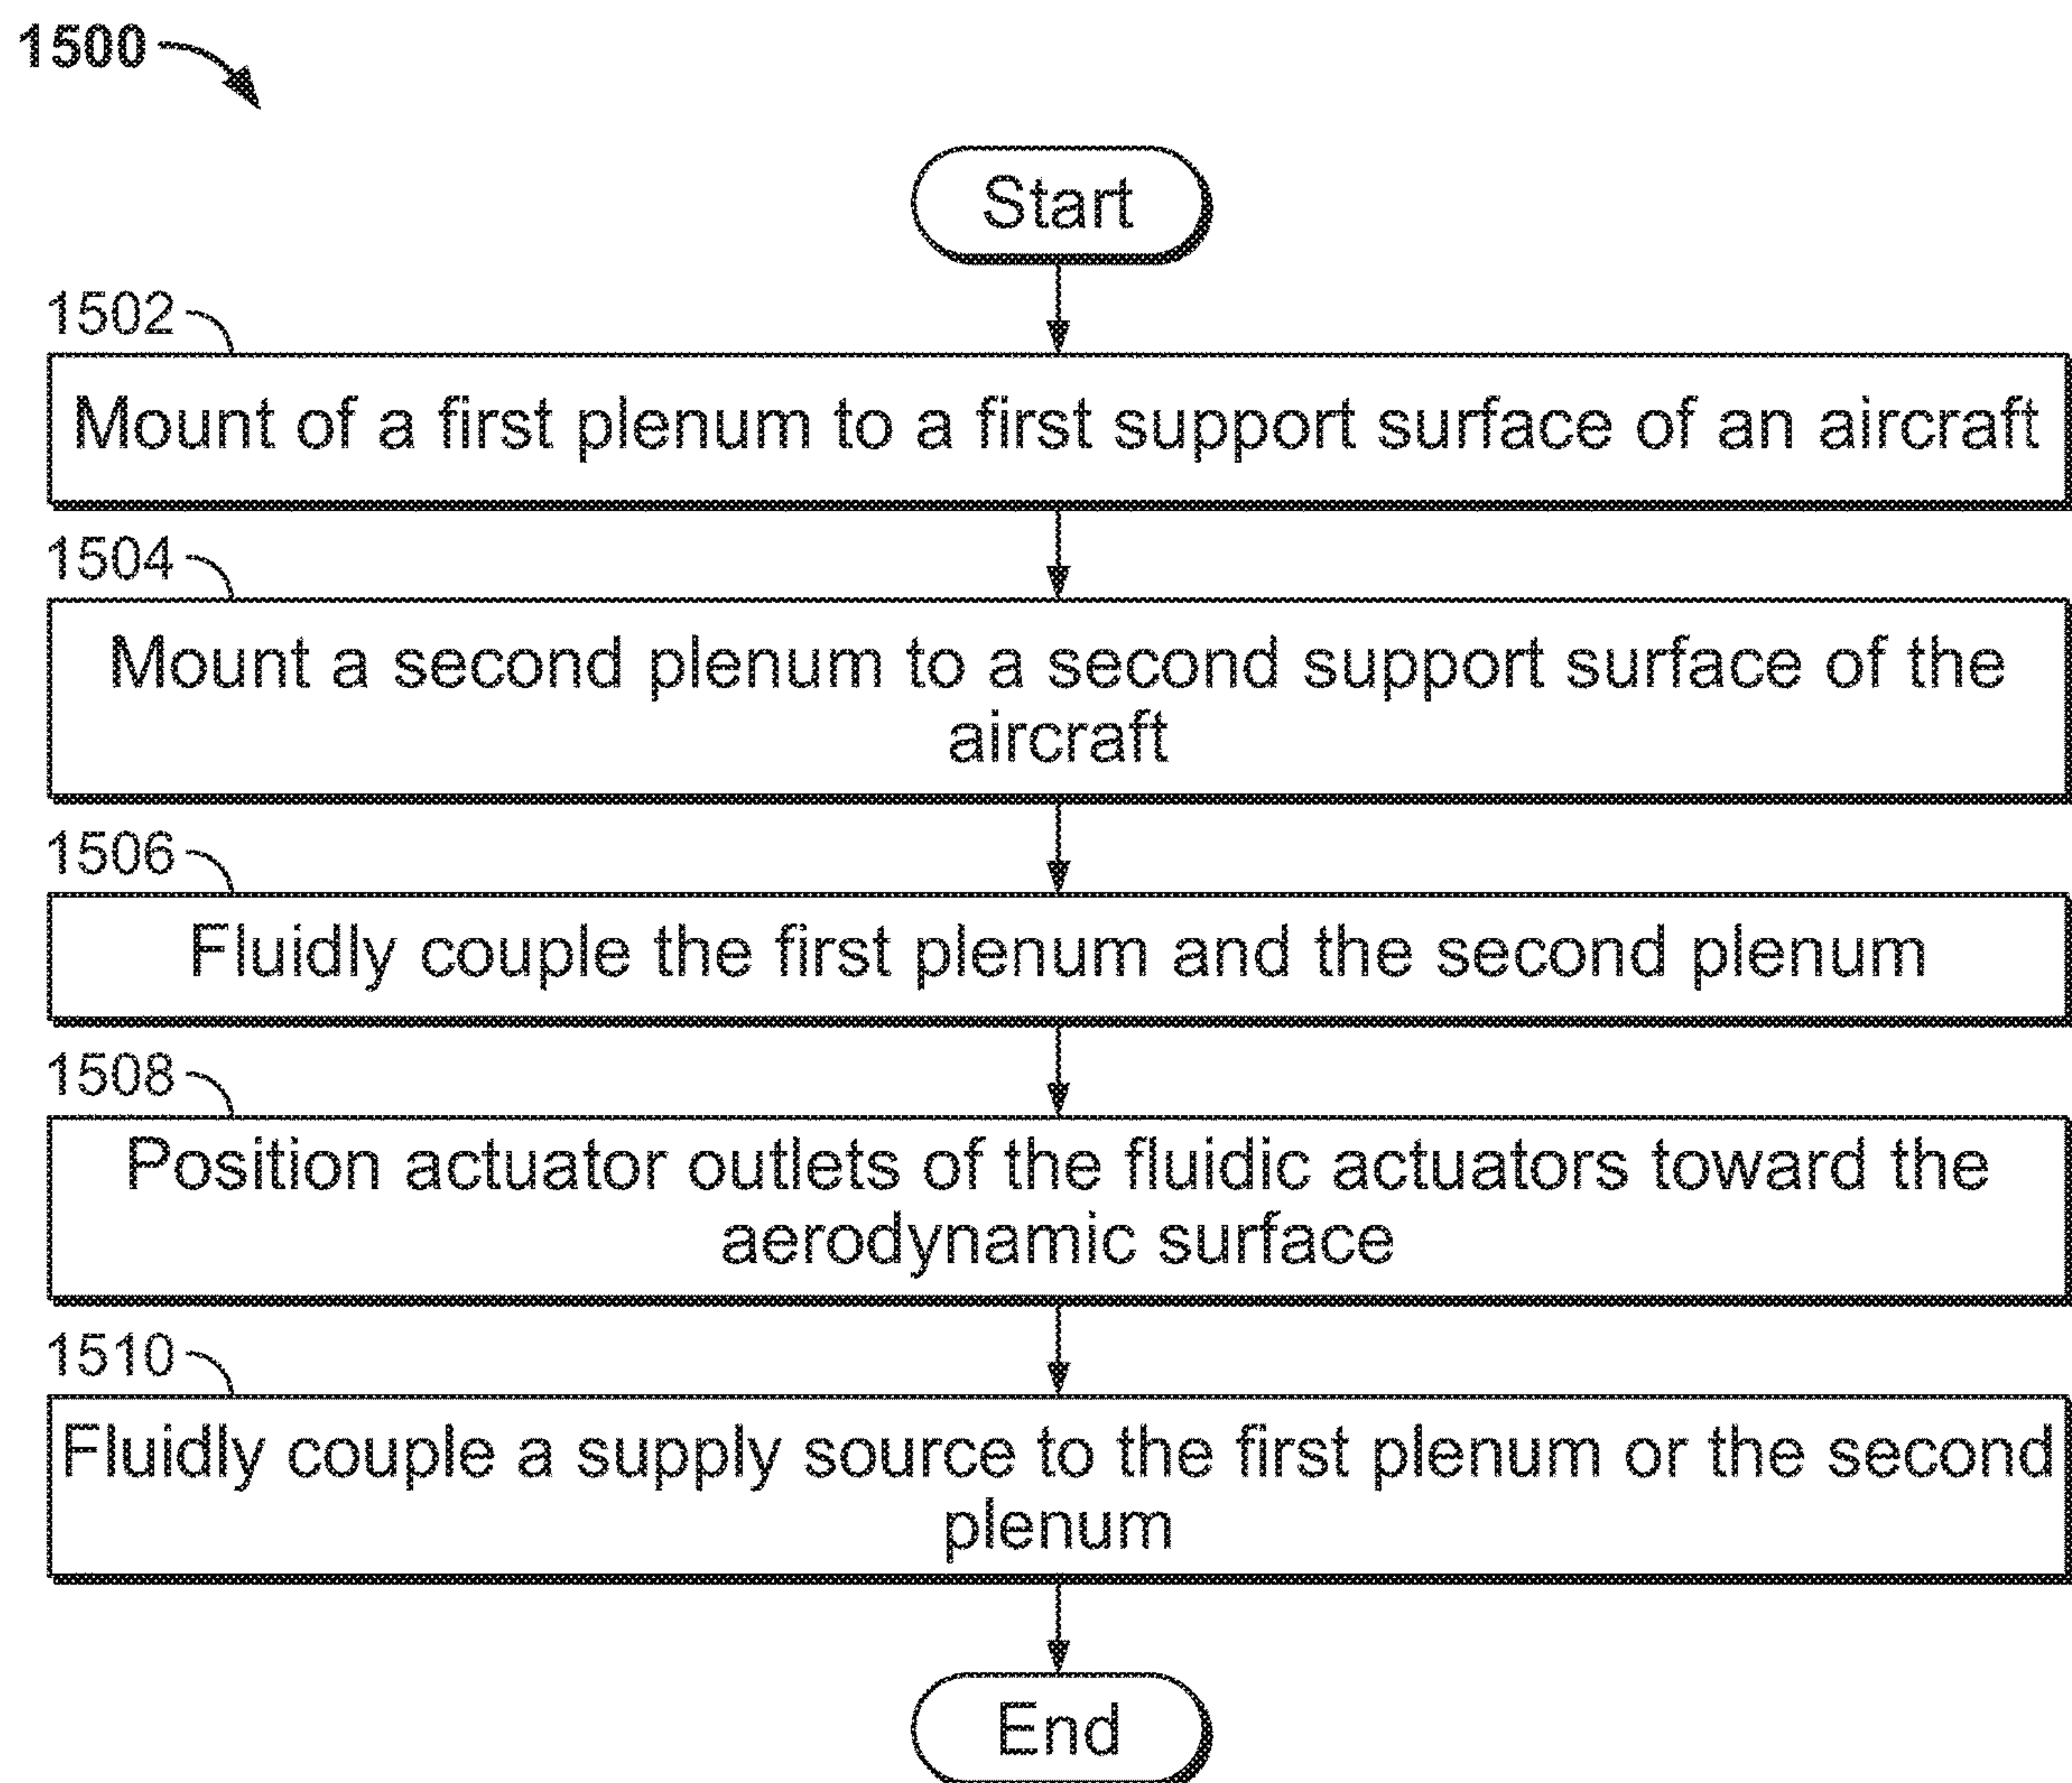 1500
Start
1502
Mount of a first plenum to a first support surface of an aircraft
1504
Mount a second plenum to a second support surface of the
aircraft
1506
Fluidly couple the first plenum and the second plenum
1508
Position actuator outlets of the fluidic actuators toward the
aerodynamic surface
1510
Fluidly couple a supply source to the first plenum or the second
plenum
End